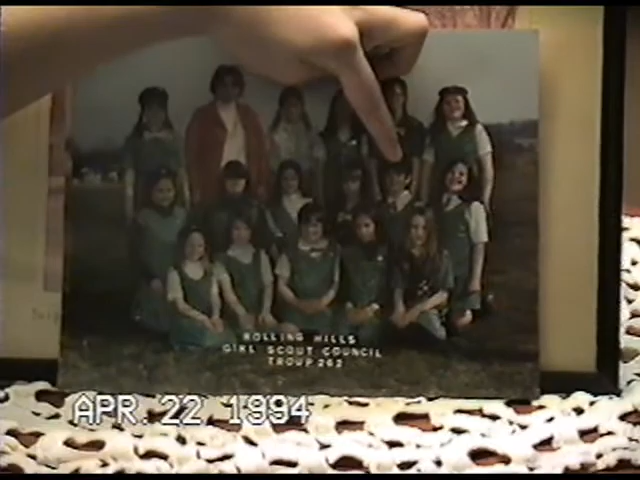 ROLLING HILLS
GIRL SCOUT COUNCIL
TROUP 262
APR. 22 1994